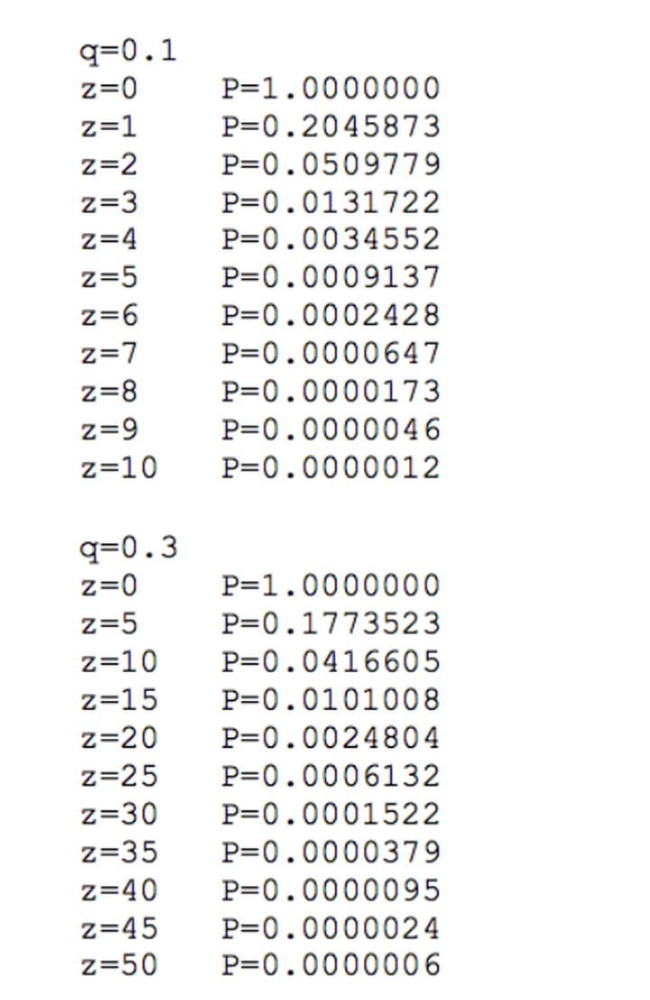 q=0.1
z=0 P=1.0000000
z=1 P=0.2045873
z=2 P=0.0509779
z=3 P=0.0131722
z=4 P=0.0034552
z=5 P=0.0009137
z=6 P=0.0002428
z=7 P=0.0000647
z=8 P=0.0000173
z=9 P=0.0000046
z=10 P=0.0000012
q=0.3
z=0 P=1.0000000
z=5 P=0.1773523
z=10 P=0.0416605
z=15 P=0.0101008
z=20 P=0.0024804
z=25 P=0.0006132
z=30 P=0.0001522
z=35 P=0.0000379
z=40 P=0.0000095
z=45 P=0.0000024
z=50 P=0.0000006